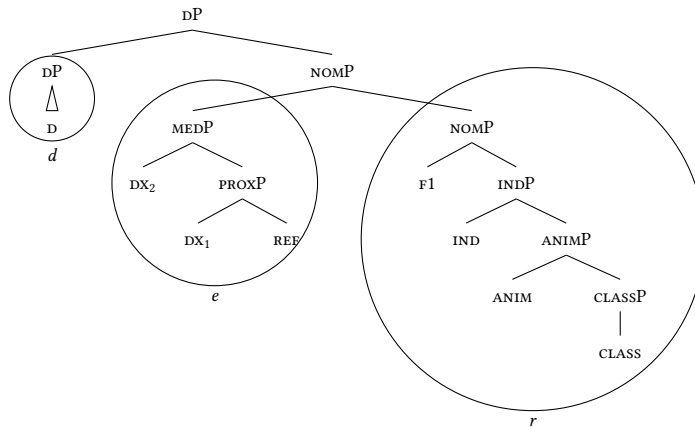 DP
DP
NOMP
D
d
MEDP
NOMP
DX₂
PROXP
F1
INDP
DX₁
REF
IND
ANIMP
e
ANIM
CLASSP
CLASS
r